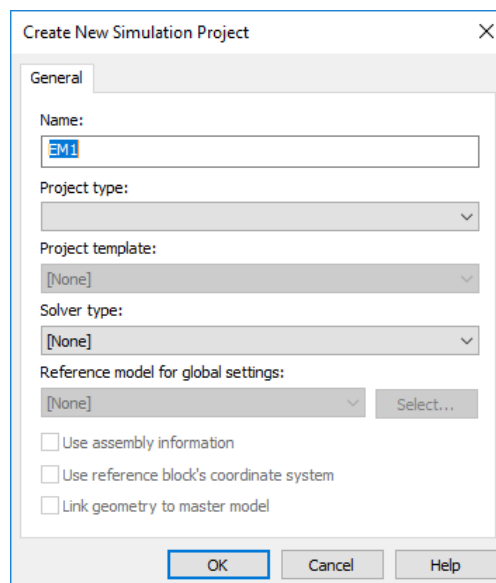 Create New Simulation Project
General
Name:
EM1
Project type:
Project template:
[None]
Solver type:
[None]
Reference model for global settings:
[None] Select...
Use assembly information
Use reference block's coordinate system
Link geometry to master model
OK Cancel Help